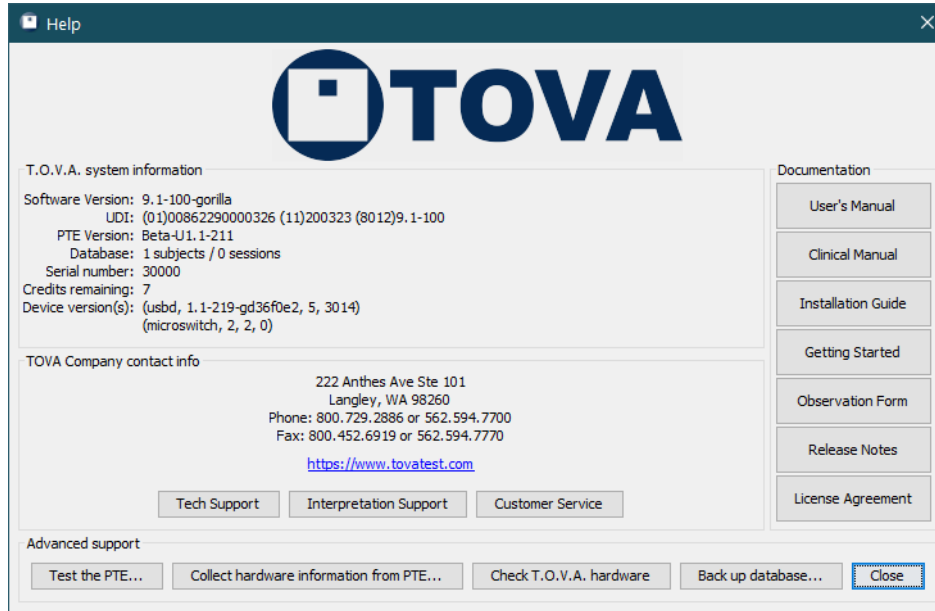 Help
TOVA
T.O.V.A. system information
Software Version: 9.1-100-gorilla
UDI: (01)00862290000326 (11)200323 (8012)9.1-100
PTE Version: Beta-U1.1-211
Database: 1 subjects / 0 sessions
Serial number: 30000
Credits remaining: 7
Device version(s): (usbd, 1.1-219-gd36f0e2, 5, 3014)
(microswitch, 2, 2, 0)
TOVA Company contact info
222 Anthes Ave Ste 101
Langley, WA 98260
Phone: 800.729.2886 or 562.594.7700
Fax: 800.452.6919 or 562.594.7770
https://www.tovatest.com
Tech Support
Interpretation Support
Customer Service
Documentation
User's Manual
Clinical Manual
Installation Guide
Getting Started
Observation Form
Release Notes
License Agreement
Advanced support
Test the PTE...
Collect hardware information from PTE...
Check T.O.V.A. hardware
Back up database...
Close